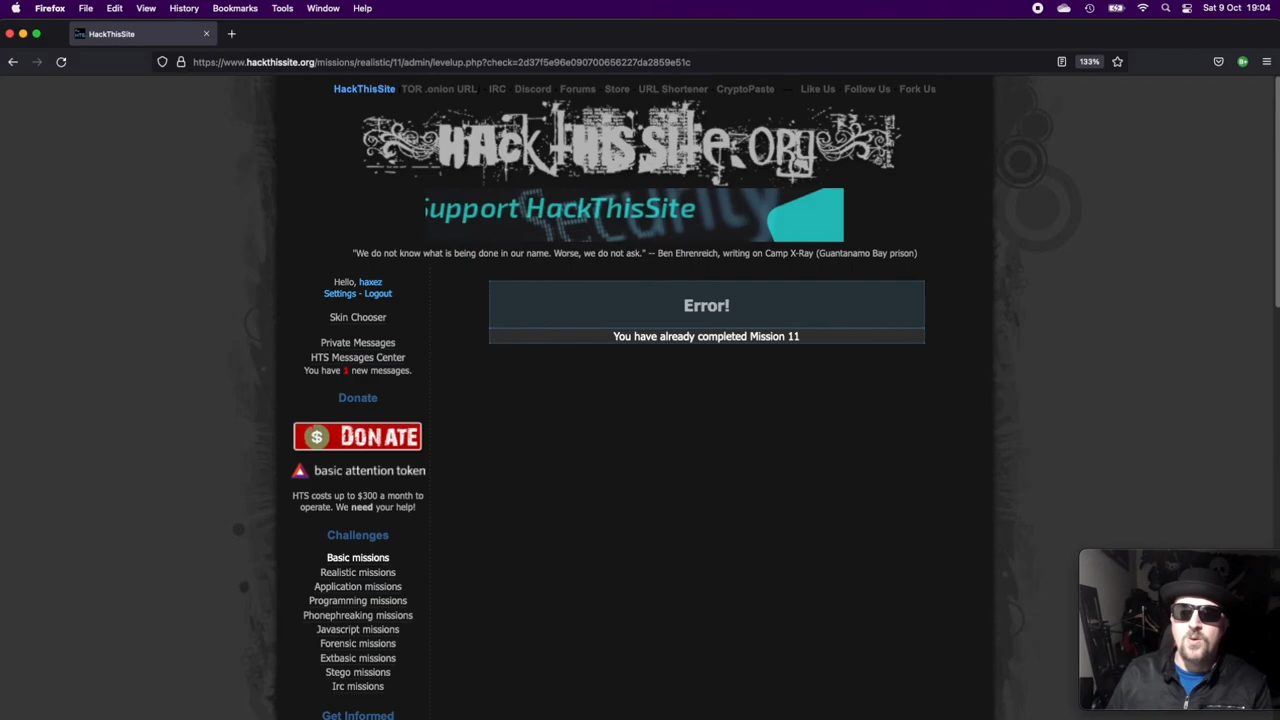 Firefox File Edit View History Bookmarks Tools Window Help Sat 9 Oct 19:04
HackThisSite
https://www.hackthissite.org/missions/realistic/11/admin/levelup.php?check=2d37f5e96e090700656227da2859e51c 133%
HackThisSite TOR .onion URL IRC Discord Forums Store URL Shortener CryptoPaste — Like Us Follow Us Fork Us
HAck tHIS SIte.oRg
Support HackThisSite
Security
"We do not know what is being done in our name. Worse, we do not ask." -- Ben Ehrenreich, writing on Camp X-Ray (Guantanamo Bay prison)
Hello, haxez
Settings - Logout
Skin Chooser
Private Messages
HTS Messages Center
You have 1 new messages.
Donate
$ DONATE
basic attention token
HTS costs up to $300 a month to
operate. We need your help!
Challenges
Basic missions
Realistic missions
Application missions
Programming missions
Phonephreaking missions
Javascript missions
Forensic missions
Extbasic missions
Stego missions
Irc missions
Get Informed
Error!
You have already completed Mission 11